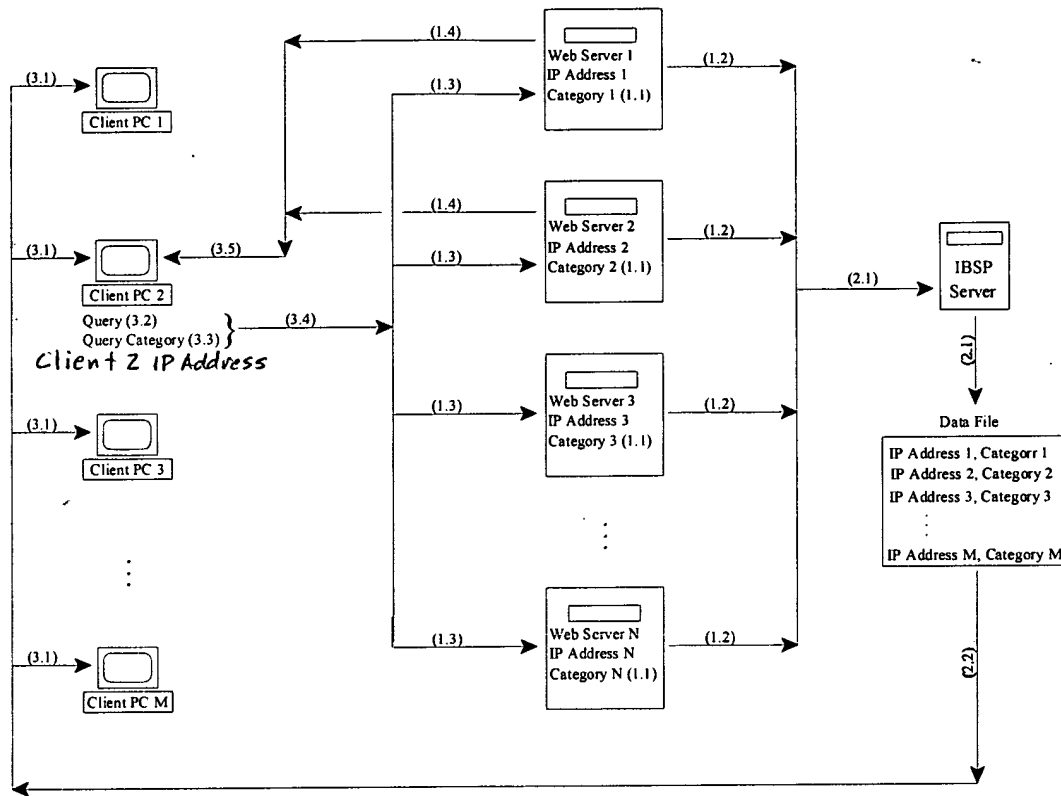 (1.4)
Web Server 1
IP Address 1
Category 1 (1.1)
(1.2)
(3.1)
(1.3)
Client PC 1
(1.4)
Web Server 2
IP Address 2
Category 2 (1.1)
(1.2)
(3.1)
(3.5)
(1.3)
Client PC 2
IBSP
Server
(2.1)
Query (3.2)
Query Category (3.3)
(3.4)
Client 2 IP Address
(2.1)
(3.1)
(1.3)
Web Server 3
IP Address 3
Category 3 (1.1)
(1.2)
Client PC 3
Data File
IP Address 1, Categorr 1
IP Address 2, Category 2
IP Address 3, Category 3
IP Address M, Category M
(3.1)
(1.3)
Web Server N
IP Address N
Category N (1.1)
(1.2)
(2.2)
Client PC M